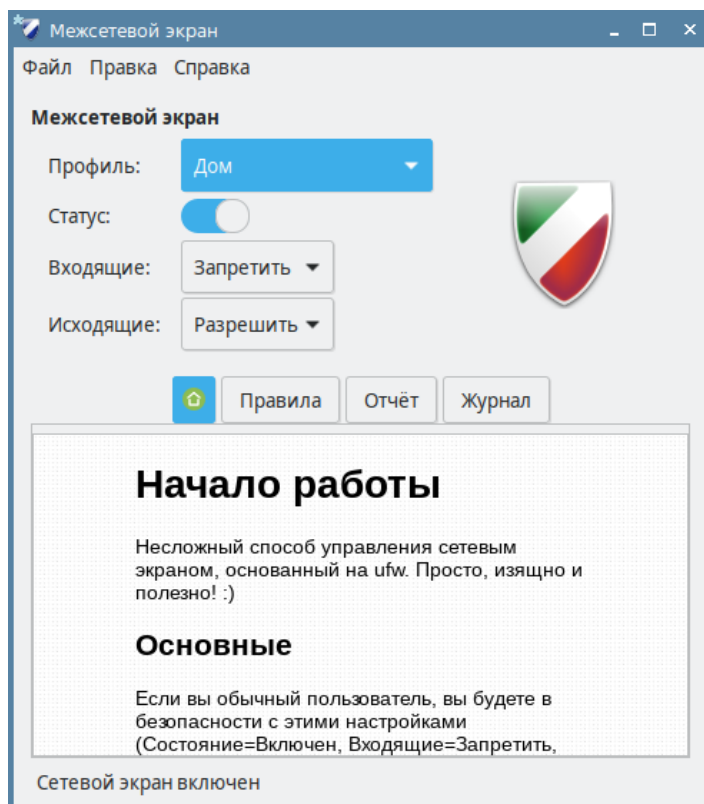 Межсетевой экран
Файл Правка Справка
Межсетевой экран
Профиль: Дом
Статус:
Входящие: Запретить
Исходящие: Разрешить
Правила Отчёт Журнал
Начало работы
Несложный способ управления сетевым
экраном, основанный на ufw. Просто, изящно и
полезно! :)
Основные
Если вы обычный пользователь, вы будете в
безопасности с этими настройками
(Состояние=Включен, Входящие=Запретить,
Сетевой экран включен